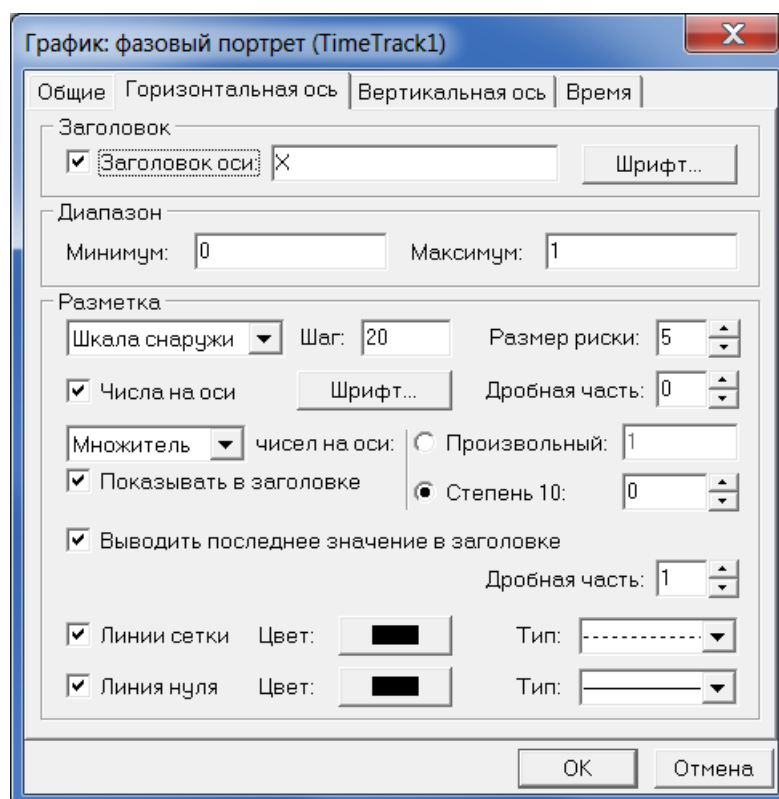 График: фазовый портрет (TimeTrack1)
Общие Горизонтальная ось Вертикальная ось Время
Заголовок
Заголовок оси: X Шрифт...
Диапазон
Минимум: 0 Максимум: 1
Разметка
Шкала снаружи Шаг: 20 Размер риски: 5
Числа на оси Шрифт... Дробная часть: 0
Множитель чисел на оси: Произвольный: 1
Показывать в заголовке Степень 10: 0
Выводить последнее значение в заголовке
Дробная часть: 1
Линии сетки Цвет: Тип:
Линия нуля Цвет: Тип:
OK Отмена